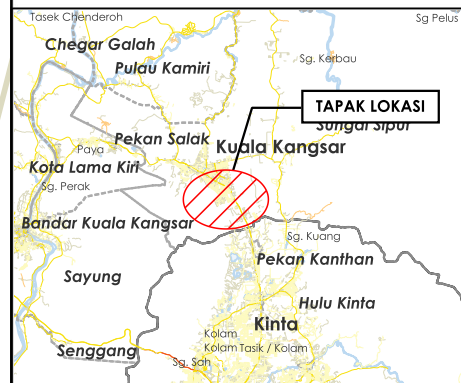 Tasek Chenderoh
Sg Pelus
Chegar Galah
Pulau Kamiri
Sg. Kerbau
TAPAK LOKASI
Sungai Siput
Pekan Salak
Kuala Kangsar
Paya
Kota Lama Kiri
Sg. Perak
Bandar Kuala Kangsar
Sg. Kuang
Pekan Kanthan
Sayung
Hulu Kinta
Kinta
Kolam
Senggang
Kolam Tasik / Kolam
Sg. Sah